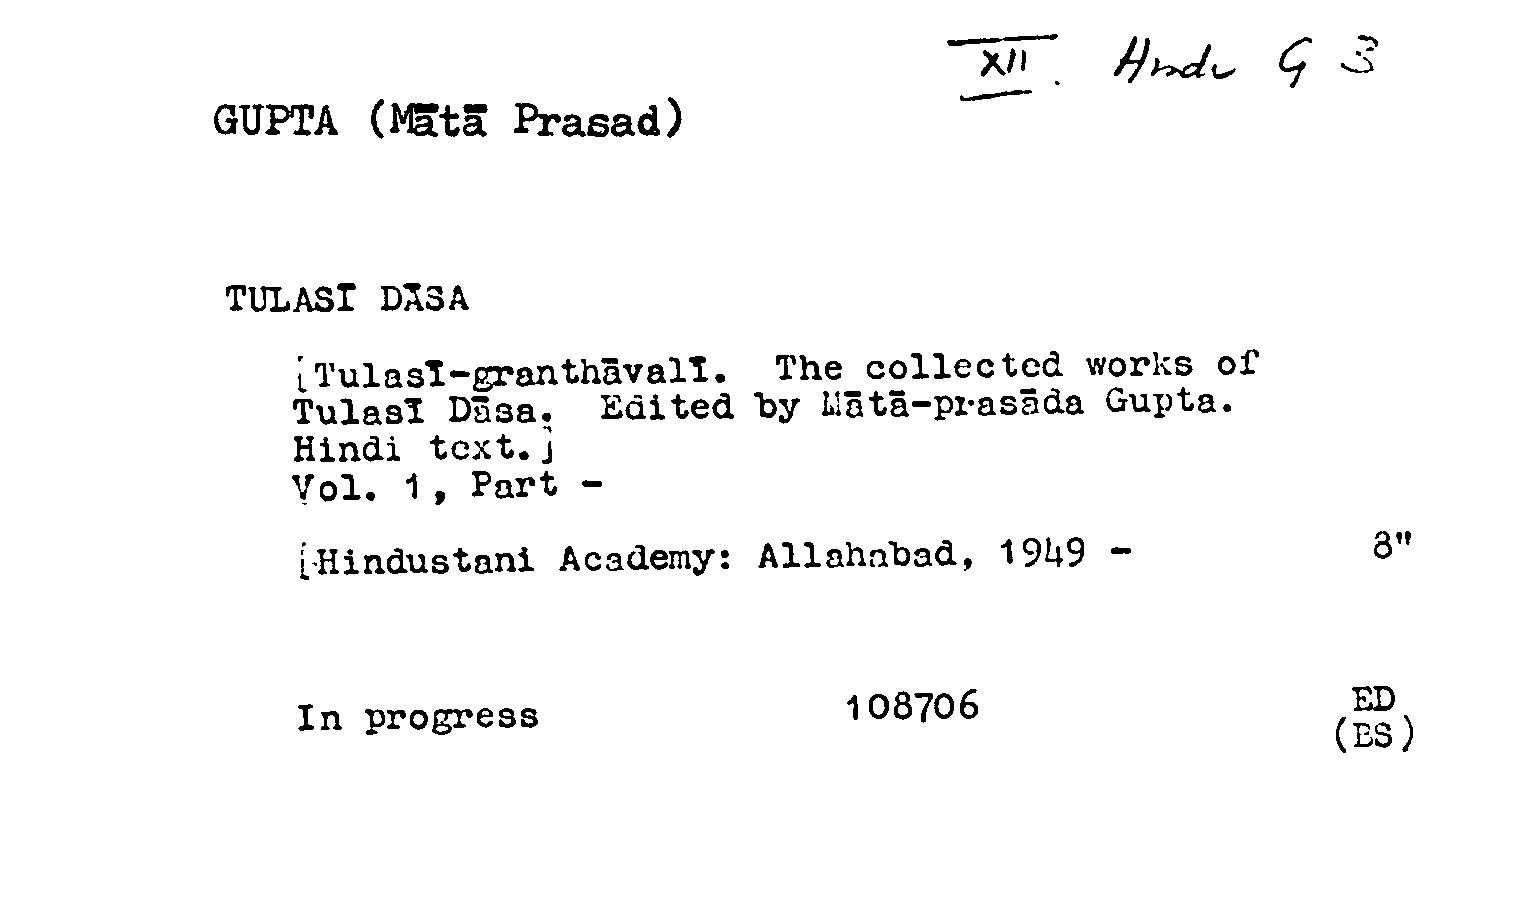 XII. Hindi G 3
GUPTA (Mātā Prasad)
TULASĪ DĀSA
[Tulasī-granthāvalī. The collected works of
Tulasī Dāsa. Edited by Mātā-prasāda Gupta.
Hindi text.]
Vol. 1, Part -
[Hindustani Academy: Allahabad, 1949 - 8"
In progress 108706 ED
(BS)